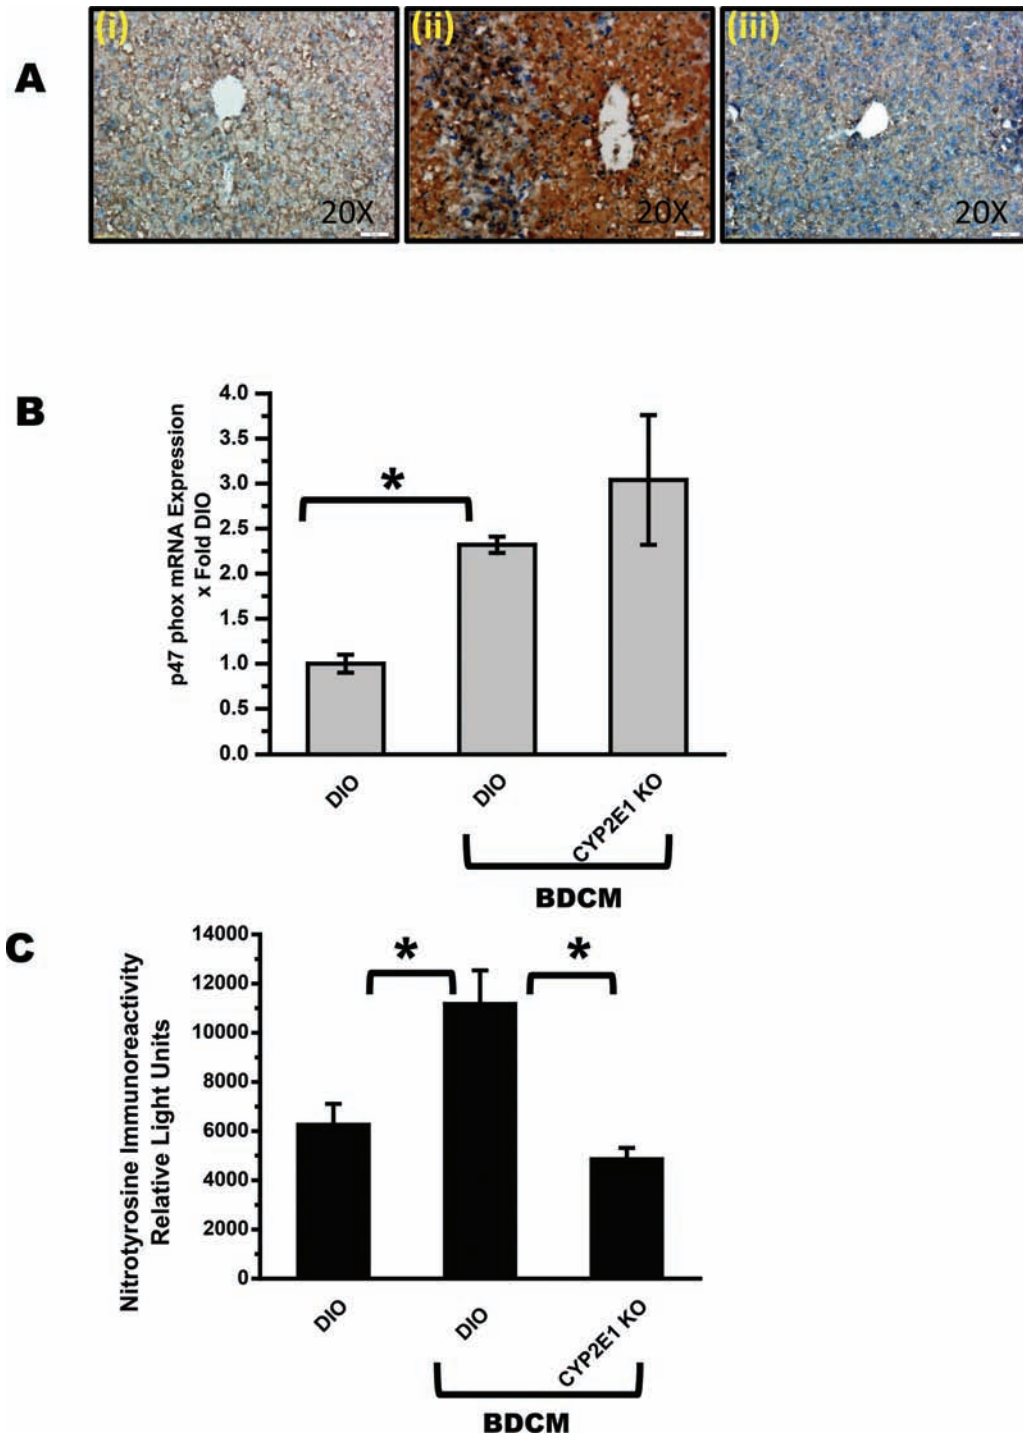 A
(i)
20X
(ii)
20X
(iii)
20X
B
p47 phox mRNA Expression
x Fold DIO
4.0
3.5
3.0
2.5
2.0
1.5
1.0
0.5
0.0
*
DIO
DIO
CYP2E1 KO
BDCM
C
Nitrotyrosine Immunoreactivity
Relative Light Units
14000
12000
10000
8000
6000
4000
2000
0
*
*
DIO
DIO
CYP2E1 KO
BDCM